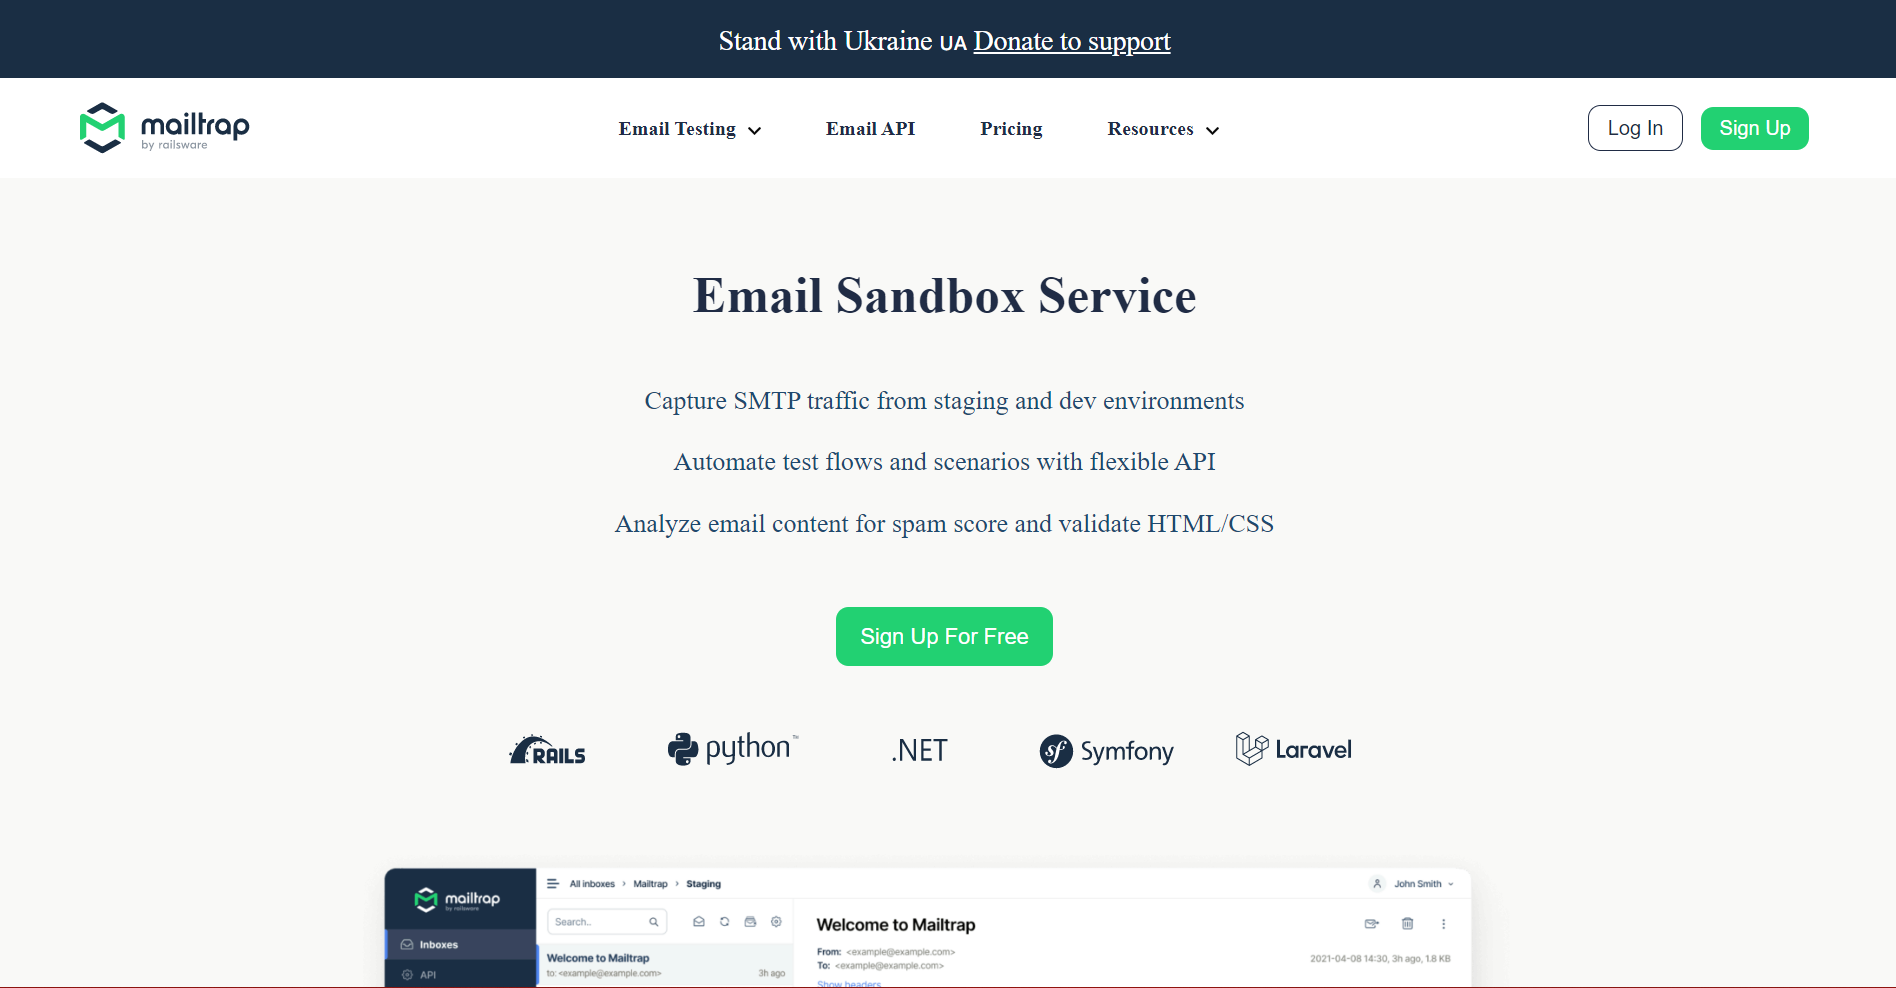 Stand with Ukraine UA Donate to support
mailtrap
by railsware
Email Testing
Email API
Pricing
Resources
Log In
Sign Up
Email Sandbox Service
Capture SMTP traffic from staging and dev environments
Automate test flows and scenarios with flexible API
Analyze email content for spam score and validate HTML/CSS
Sign Up For Free
RAILS
python™
.NET
sf Symfony
Laravel
mailtrap
by railsware
Inboxes
API
All inboxes › Mailtrap › Staging
John Smith
Search..
Welcome to Mailtrap
to: <example@example.com>
3h ago
Welcome to Mailtrap
From: <example@example.com>
To: <example@example.com>
2021-04-08 14:30, 3h ago, 1.8 KB
Show headers